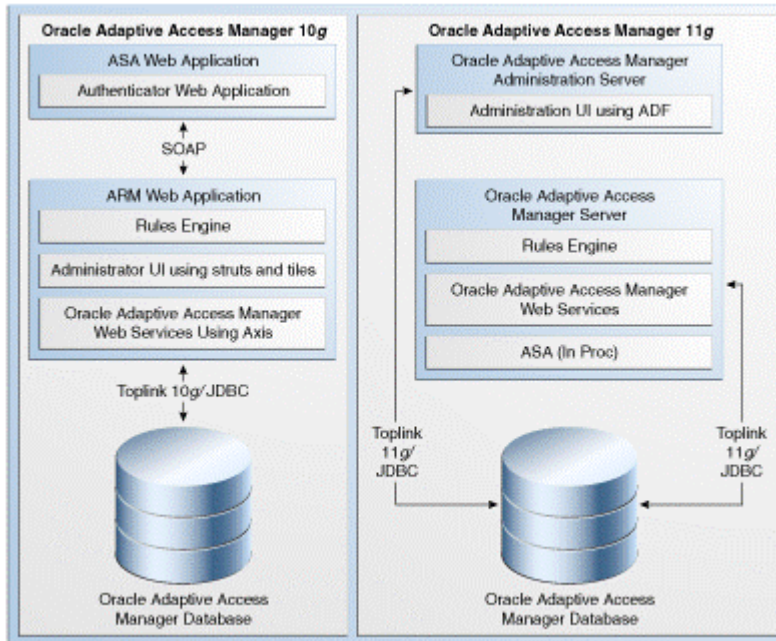 Oracle Adaptive Access Manager 10g
ASA Web Application
Authenticator Web Application
SOAP
ARM Web Application
Rules Engine
Administrator UI using struts and tiles
Oracle Adaptive Access Manager
Web Services Using Axis
Toplink 10g/JDBC
Oracle Adaptive Access
Manager Database
Oracle Adaptive Access Manager 11g
Oracle Adaptive Access Manager
Administration Server
Administration UI using ADF
Oracle Adaptive Access
Manager Server
Rules Engine
Oracle Adaptive Access Manager
Web Services
ASA (In Proc)
Toplink
11g/
JDBC
Toplink
11g/
JDBC
Oracle Adaptive Access
Manager Database